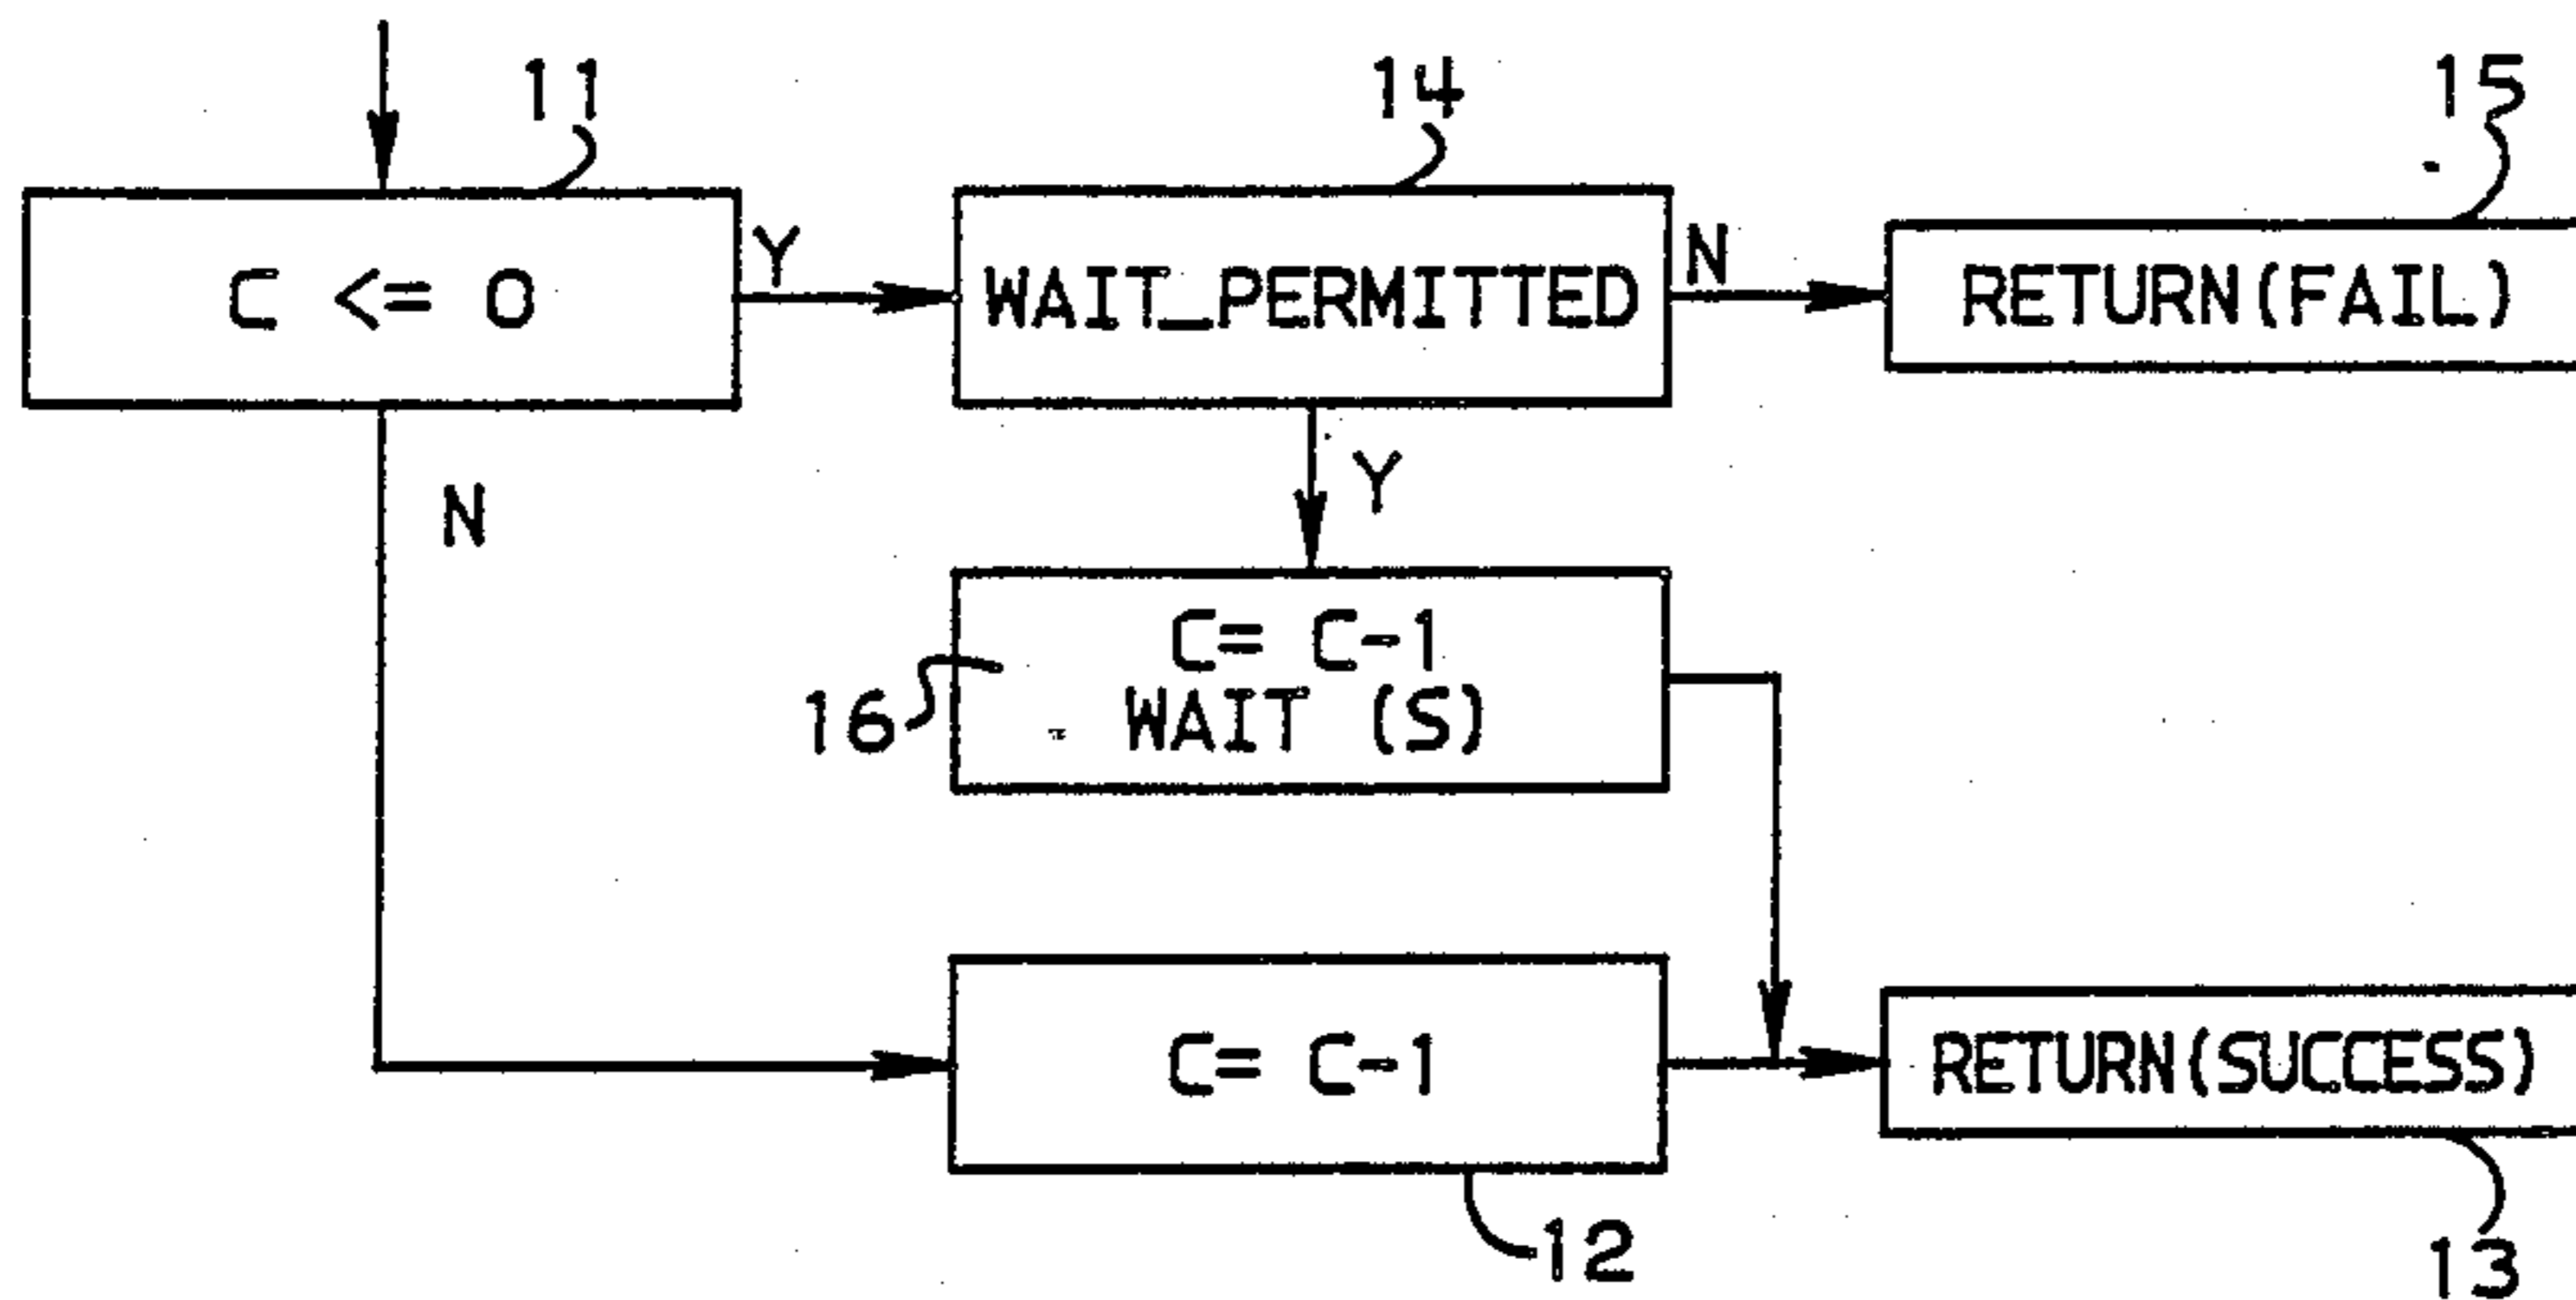 11
14
15
C <= 0
Y
WAIT_PERMITTED
N
RETURN(FAIL)
N
Y
C= C-1
WAIT (S)
16
C= C-1
RETURN(SUCCESS)
12
13